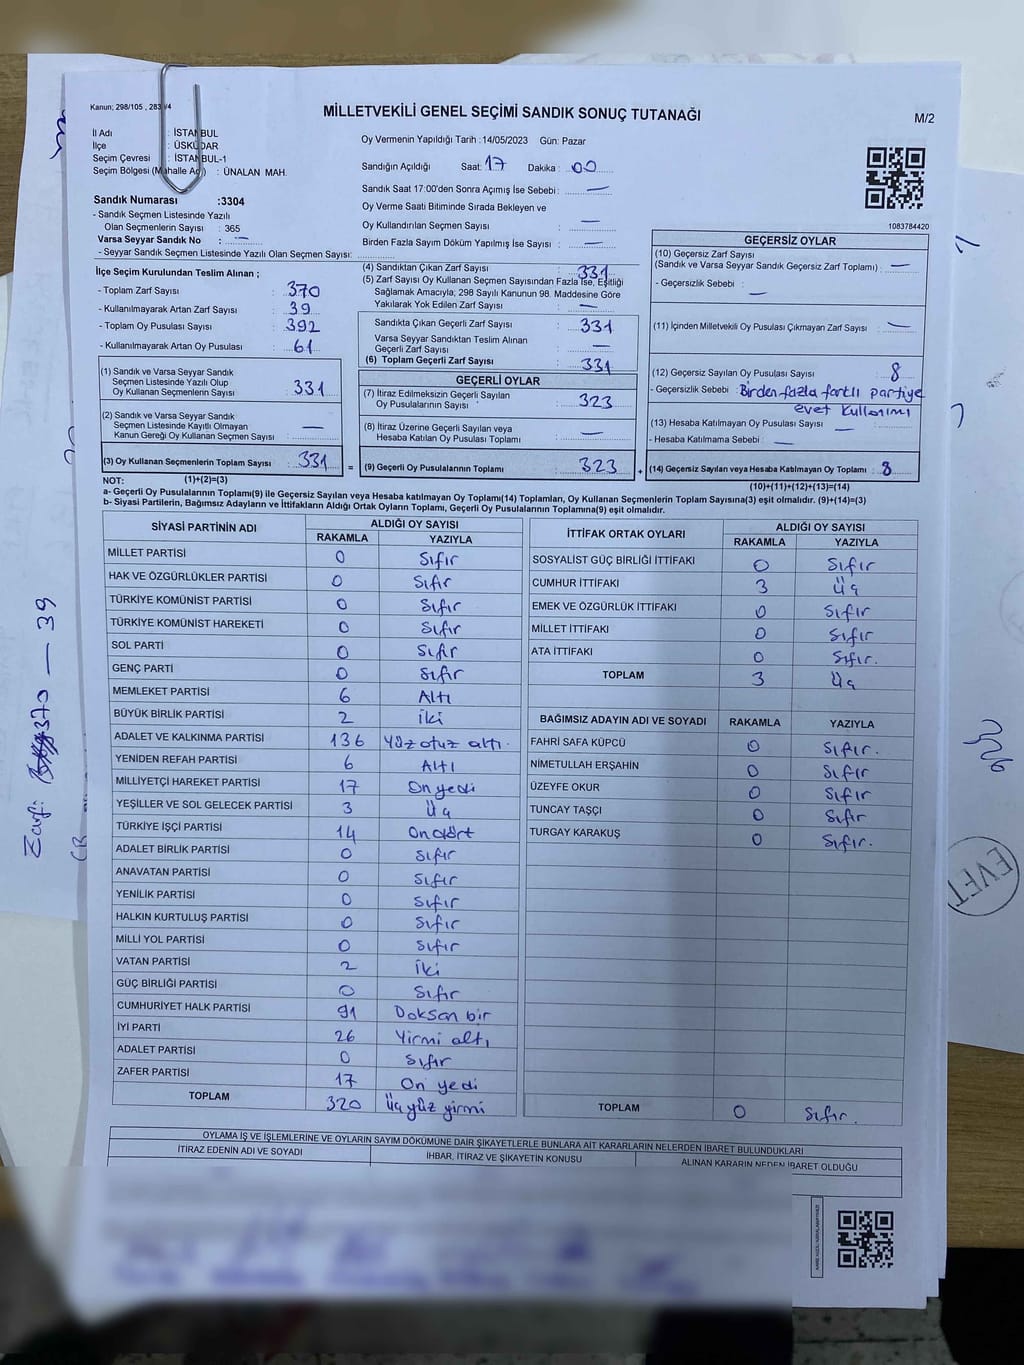 Kanun; 298/105 , 283
MİLLETVEKİLİ GENEL SEÇİMİ SANDIK SONUÇ TUTANAĞI
M/2
İl Adı : İSTANBUL
İlçe : ÜSKÜDAR
Seçim Çevresi : İSTANBUL-1
Seçim Bölgesi (Mahalle Adı) : ÜNALAN MAH.
Oy Vermenin Yapıldığı Tarih : 14/05/2023 Gün: Pazar
Sandığın Açıldığı Saat: 17 Dakika : 00
Sandık Saat 17:00'den Sonra Açımış İse Sebebi : —
Oy Verme Saati Bitiminde Sırada Bekleyen ve
Oy Kullandırılan Seçmen Sayısı : —
Birden Fazla Sayım Döküm Yapılmış İse Sayısı : —
Sandık Numarası :3304
- Sandık Seçmen Listesinde Yazılı
Olan Seçmenlerin Sayısı : 365
Varsa Seyyar Sandık No : —
- Seyyar Sandık Seçmen Listesinde Yazılı Olan Seçmen Sayısı:
1083784420
İlçe Seçim Kurulundan Teslim Alınan ;
- Toplam Zarf Sayısı : 370
- Kullanılmayarak Artan Zarf Sayısı : 39
- Toplam Oy Pusulası Sayısı : 392
- Kullanılmayarak Artan Oy Pusulası : 61
(1) Sandık ve Varsa Seyyar Sandık
Seçmen Listesinde Yazılı Olup
Oy Kullanan Seçmenlerin Sayısı : 331
(2) Sandık ve Varsa Seyyar Sandık
Seçmen Listesinde Kayıtlı Olmayan
Kanun Gereği Oy Kullanan Seçmen Sayısı : —
(3) Oy Kullanan Seçmenlerin Toplam Sayısı : 331
(1)+(2)=(3)
(4) Sandıktan Çıkan Zarf Sayısı : 331
(5) Zarf Sayısı Oy Kullanan Seçmen Sayısından Fazla İse, Eşitliği
Sağlamak Amacıyla; 298 Sayılı Kanunun 98. Maddesine Göre
Yakılarak Yok Edilen Zarf Sayısı : —
Sandıkta Çıkan Geçerli Zarf Sayısı : 331
Varsa Seyyar Sandıktan Teslim Alınan
Geçerli Zarf Sayısı : —
(6) Toplam Geçerli Zarf Sayısı : 331
GEÇERLİ OYLAR
(7) İtiraz Edilmeksizin Geçerli Sayılan
Oy Pusulalarının Sayısı : 323
(8) İtiraz Üzerine Geçerli Sayılan veya
Hesaba Katılan Oy Pusulası Toplamı : —
= (9) Geçerli Oy Pusulalarının Toplamı : 323 +
GEÇERSİZ OYLAR
(10) Geçersiz Zarf Sayısı
(Sandık ve Varsa Seyyar Sandık Geçersiz Zarf Toplamı) : —
- Geçersizlik Sebebi : —
(11) İçinden Milletvekili Oy Pusulası Çıkmayan Zarf Sayısı : —
(12) Geçersiz Sayılan Oy Pusulası Sayısı : 8
- Geçersizlik Sebebi : Birden fazla farklı partiye
evet kullanımı
(13) Hesaba Katılmayan Oy Pusulası Sayısı : —
- Hesaba Katılmama Sebebi : —
(14) Geçersiz Sayılan veya Hesaba Katılmayan Oy Toplamı : 8
(10)+(11)+(12)+(13)=(14)
NOT:
a- Geçerli Oy Pusulalarının Toplamı(9) ile Geçersiz Sayılan veya Hesaba katılmayan Oy Toplamı(14) Toplamları, Oy Kullanan Seçmenlerin Toplam Sayısına(3) eşit olmalıdır. (9)+(14)=(3)
b- Siyasi Partilerin, Bağımsız Adayların ve İttifakların Aldığı Ortak Oyların Toplamı, Geçerli Oy Pusulalarının Toplamına(9) eşit olmalıdır.
SİYASİ PARTİNİN ADI ALDIĞI OY SAYISI
RAKAMLA YAZIYLA
MİLLET PARTİSİ 0 Sıfır
HAK VE ÖZGÜRLÜKLER PARTİSİ 0 Sıfır
TÜRKİYE KOMÜNİST PARTİSİ 0 Sıfır
TÜRKİYE KOMÜNİST HAREKETİ 0 Sıfır
SOL PARTİ 0 Sıfır
GENÇ PARTİ 0 Sıfır
MEMLEKET PARTİSİ 6 Altı
BÜYÜK BİRLİK PARTİSİ 2 İki
ADALET VE KALKINMA PARTİSİ 136 Yüz otuz altı.
YENİDEN REFAH PARTİSİ 6 Altı
MİLLİYETÇİ HAREKET PARTİSİ 17 On yedi
YEŞİLLER VE SOL GELECEK PARTİSİ 3 Üç
TÜRKİYE İŞÇİ PARTİSİ 14 On dört
ADALET BİRLİK PARTİSİ 0 Sıfır
ANAVATAN PARTİSİ 0 Sıfır
YENİLİK PARTİSİ 0 Sıfır
HALKIN KURTULUŞ PARTİSİ 0 Sıfır
MİLLİ YOL PARTİSİ 0 Sıfır
VATAN PARTİSİ 2 İki
GÜÇ BİRLİĞİ PARTİSİ 0 Sıfır
CUMHURİYET HALK PARTİSİ 91 Doksan bir
İYİ PARTİ 26 Yirmi altı
ADALET PARTİSİ 0 Sıfır
ZAFER PARTİSİ 17 On yedi
TOPLAM 320 Üç yüz yirmi
İTTİFAK ORTAK OYLARI ALDIĞI OY SAYISI
RAKAMLA YAZIYLA
SOSYALİST GÜÇ BİRLİĞİ İTTİFAKI 0 Sıfır
CUMHUR İTTİFAKI 3 Üç
EMEK VE ÖZGÜRLÜK İTTİFAKI 0 Sıfır
MİLLET İTTİFAKI 0 Sıfır
ATA İTTİFAKI 0 Sıfır.
TOPLAM 3 Üç
BAĞIMSIZ ADAYIN ADI VE SOYADI RAKAMLA YAZIYLA
FAHRİ SAFA KÜPCÜ 0 Sıfır.
NİMETULLAH ERŞAHİN 0 Sıfır
ÜZEYFE OKUR 0 Sıfır
TUNCAY TAŞÇI 0 Sıfır
TURGAY KARAKUŞ 0 Sıfır.
TOPLAM 0 Sıfır.
OYLAMA İŞ VE İŞLEMLERİNE VE OYLARIN SAYIM DÖKÜMÜNE DAİR ŞİKAYETLERLE BUNLARA AİT KARARLARIN NELERDEN İBARET BULUNDUKLARI
İTİRAZ EDENİN ADI VE SOYADI İHBAR, İTİRAZ VE ŞİKAYETİN KONUSU ALINAN KARARIN NEDEN İBARET OLDUĞU
Zarf: 370 — 39
326
EVET